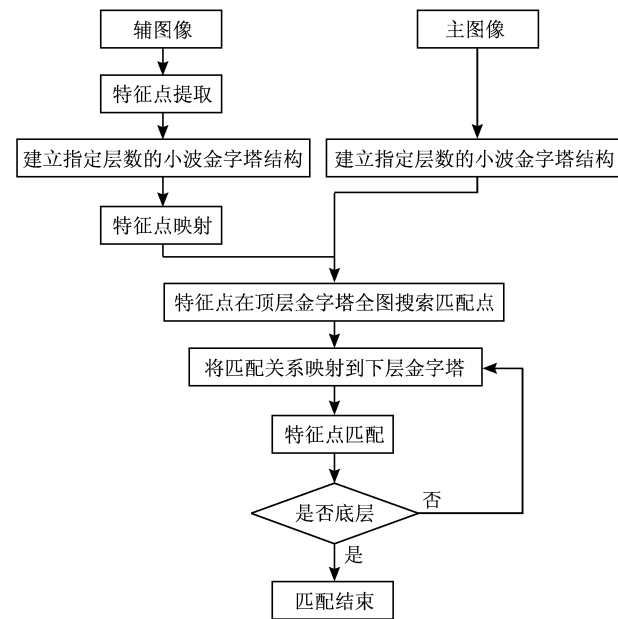 辅图像
主图像
特征点提取
建立指定层数的小波金字塔结构
建立指定层数的小波金字塔结构
特征点映射
特征点在顶层金字塔全图搜索匹配点
将匹配关系映射到下层金字塔
特征点匹配
否
是否底层
是
匹配结束